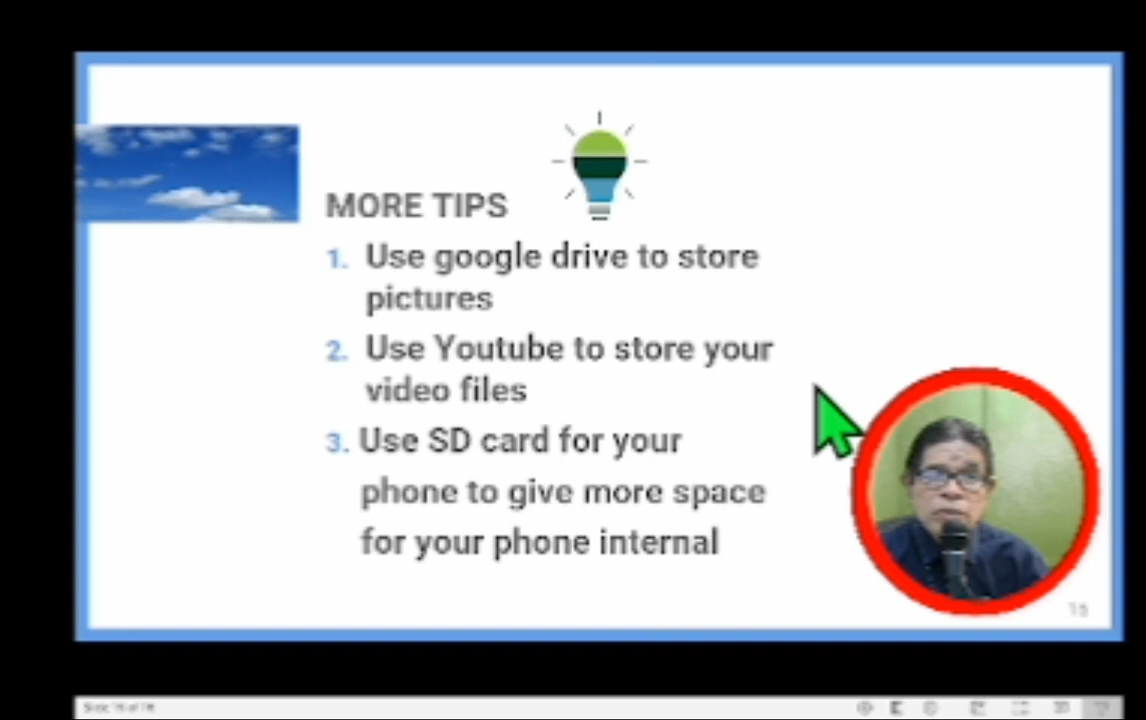 MORE TIPS
1. Use google drive to store
pictures
2. Use Youtube to store your
video files
3. Use SD card for your
phone to give more space
for your phone internal